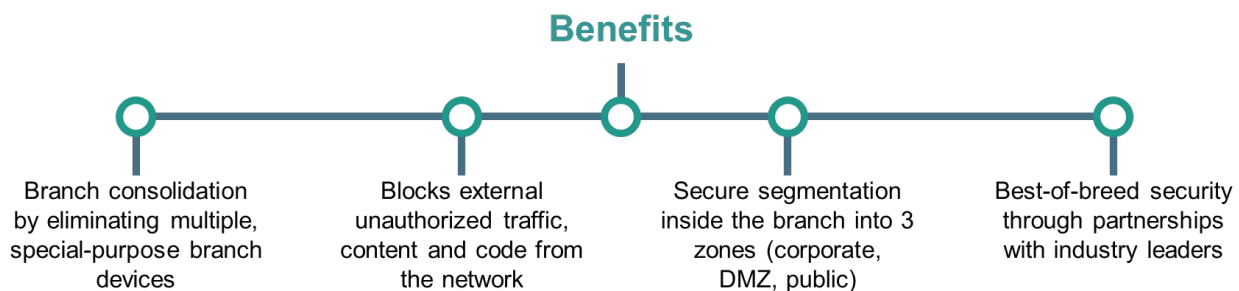 Benefits
Branch consolidation
by eliminating multiple,
special-purpose branch
devices
Blocks external
unauthorized traffic,
content and code from
the network
Secure segmentation
inside the branch into 3
zones (corporate,
DMZ, public)
Best-of-breed security
through partnerships
with industry leaders